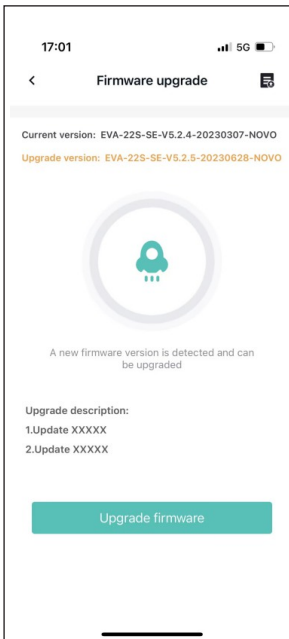 17:01 5G
Firmware upgrade
Current version: EVA-22S-SE-V5.2.4-20230307-NOVO
Upgrade version: EVA-22S-SE-V5.2.5-20230628-NOVO
A new firmware version is detected and can
be upgraded
Upgrade description:
1.Update XXXXX
2.Update XXXXX
Upgrade firmware